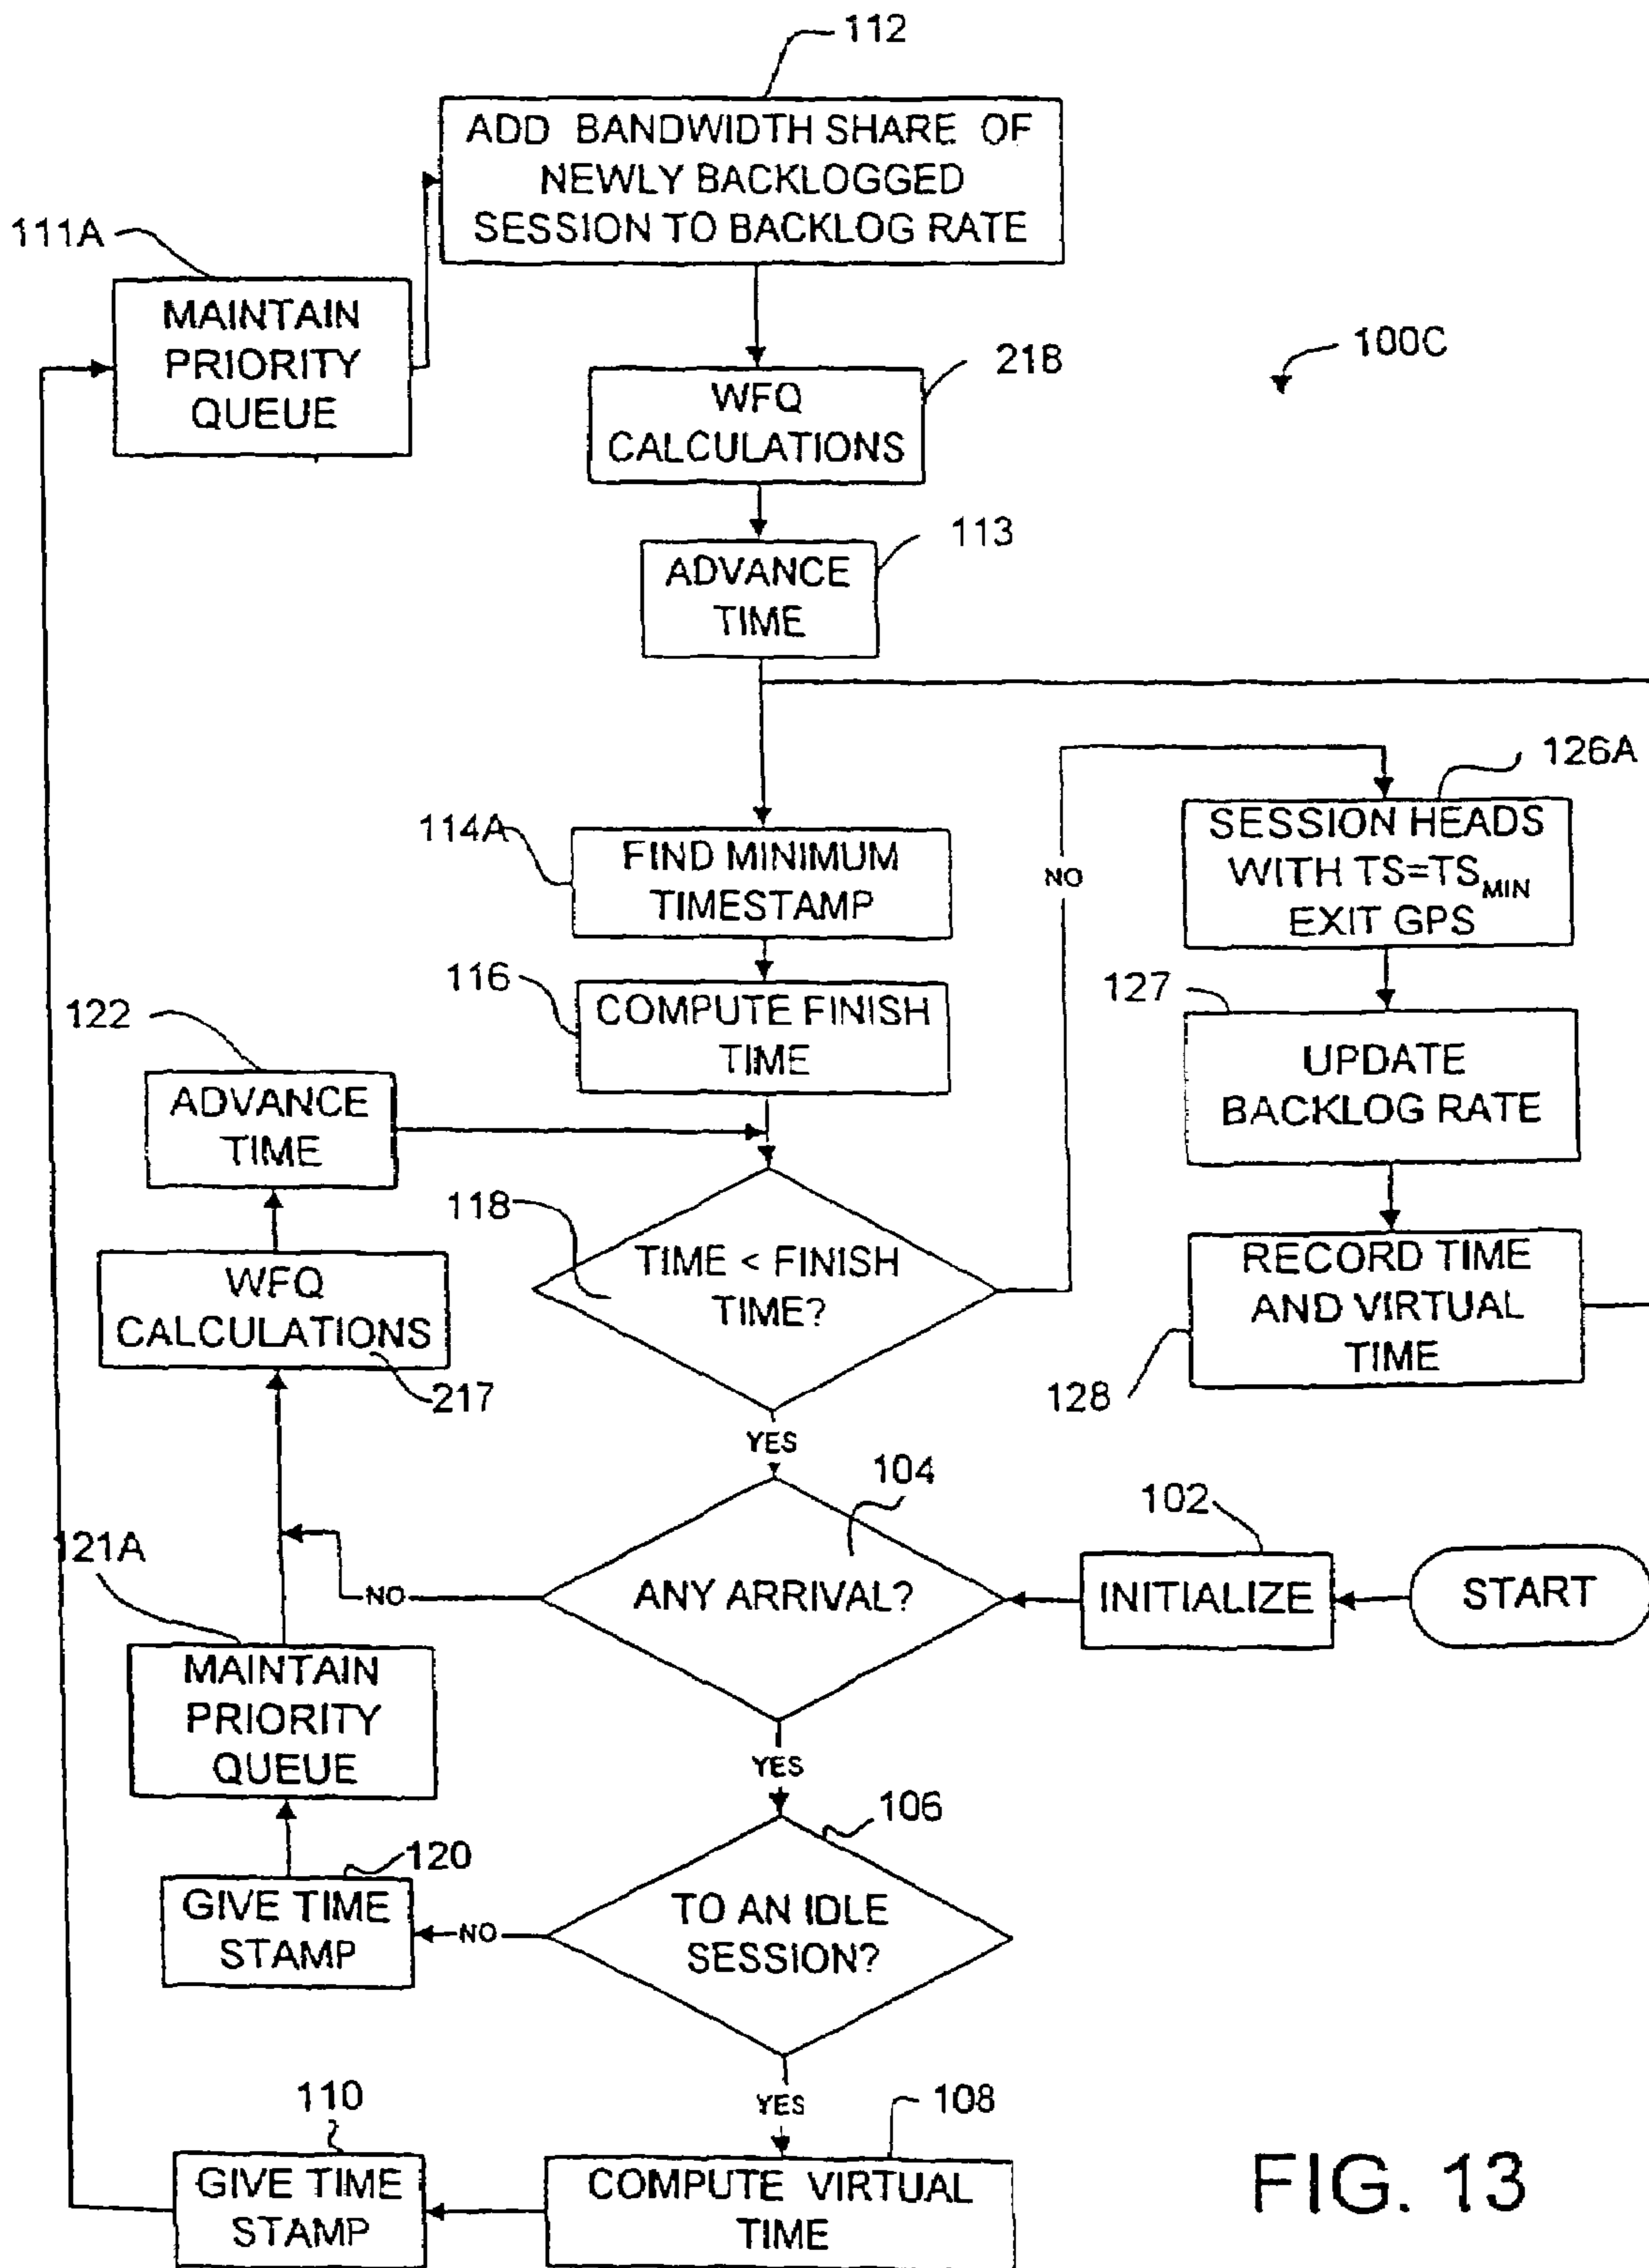 112
ADD BANDWIDTH SHARE OF
NEWLY BACKLOGGED
SESSION TO BACKLOG RATE
111A
MAINTAIN
PRIORITY
QUEUE
100C
218
WFQ
CALCULATIONS
113
ADVANCE
TIME
126A
SESSION HEADS
WITH TS=TSMIN
EXIT GPS
NO
114A
FIND MINIMUM
TIMESTAMP
116
COMPUTE FINISH
TIME
127
UPDATE
BACKLOG RATE
122
ADVANCE
TIME
118
TIME < FINISH
TIME?
RECORD TIME
AND VIRTUAL
TIME
128
WFQ
CALCULATIONS
217
YES
104
ANY ARRIVAL?
NO
102
INITIALIZE
START
121A
MAINTAIN
PRIORITY
QUEUE
YES
106
TO AN IDLE
SESSION?
NO
120
GIVE TIME
STAMP
YES
108
COMPUTE VIRTUAL
TIME
110
GIVE TIME
STAMP
FIG. 13